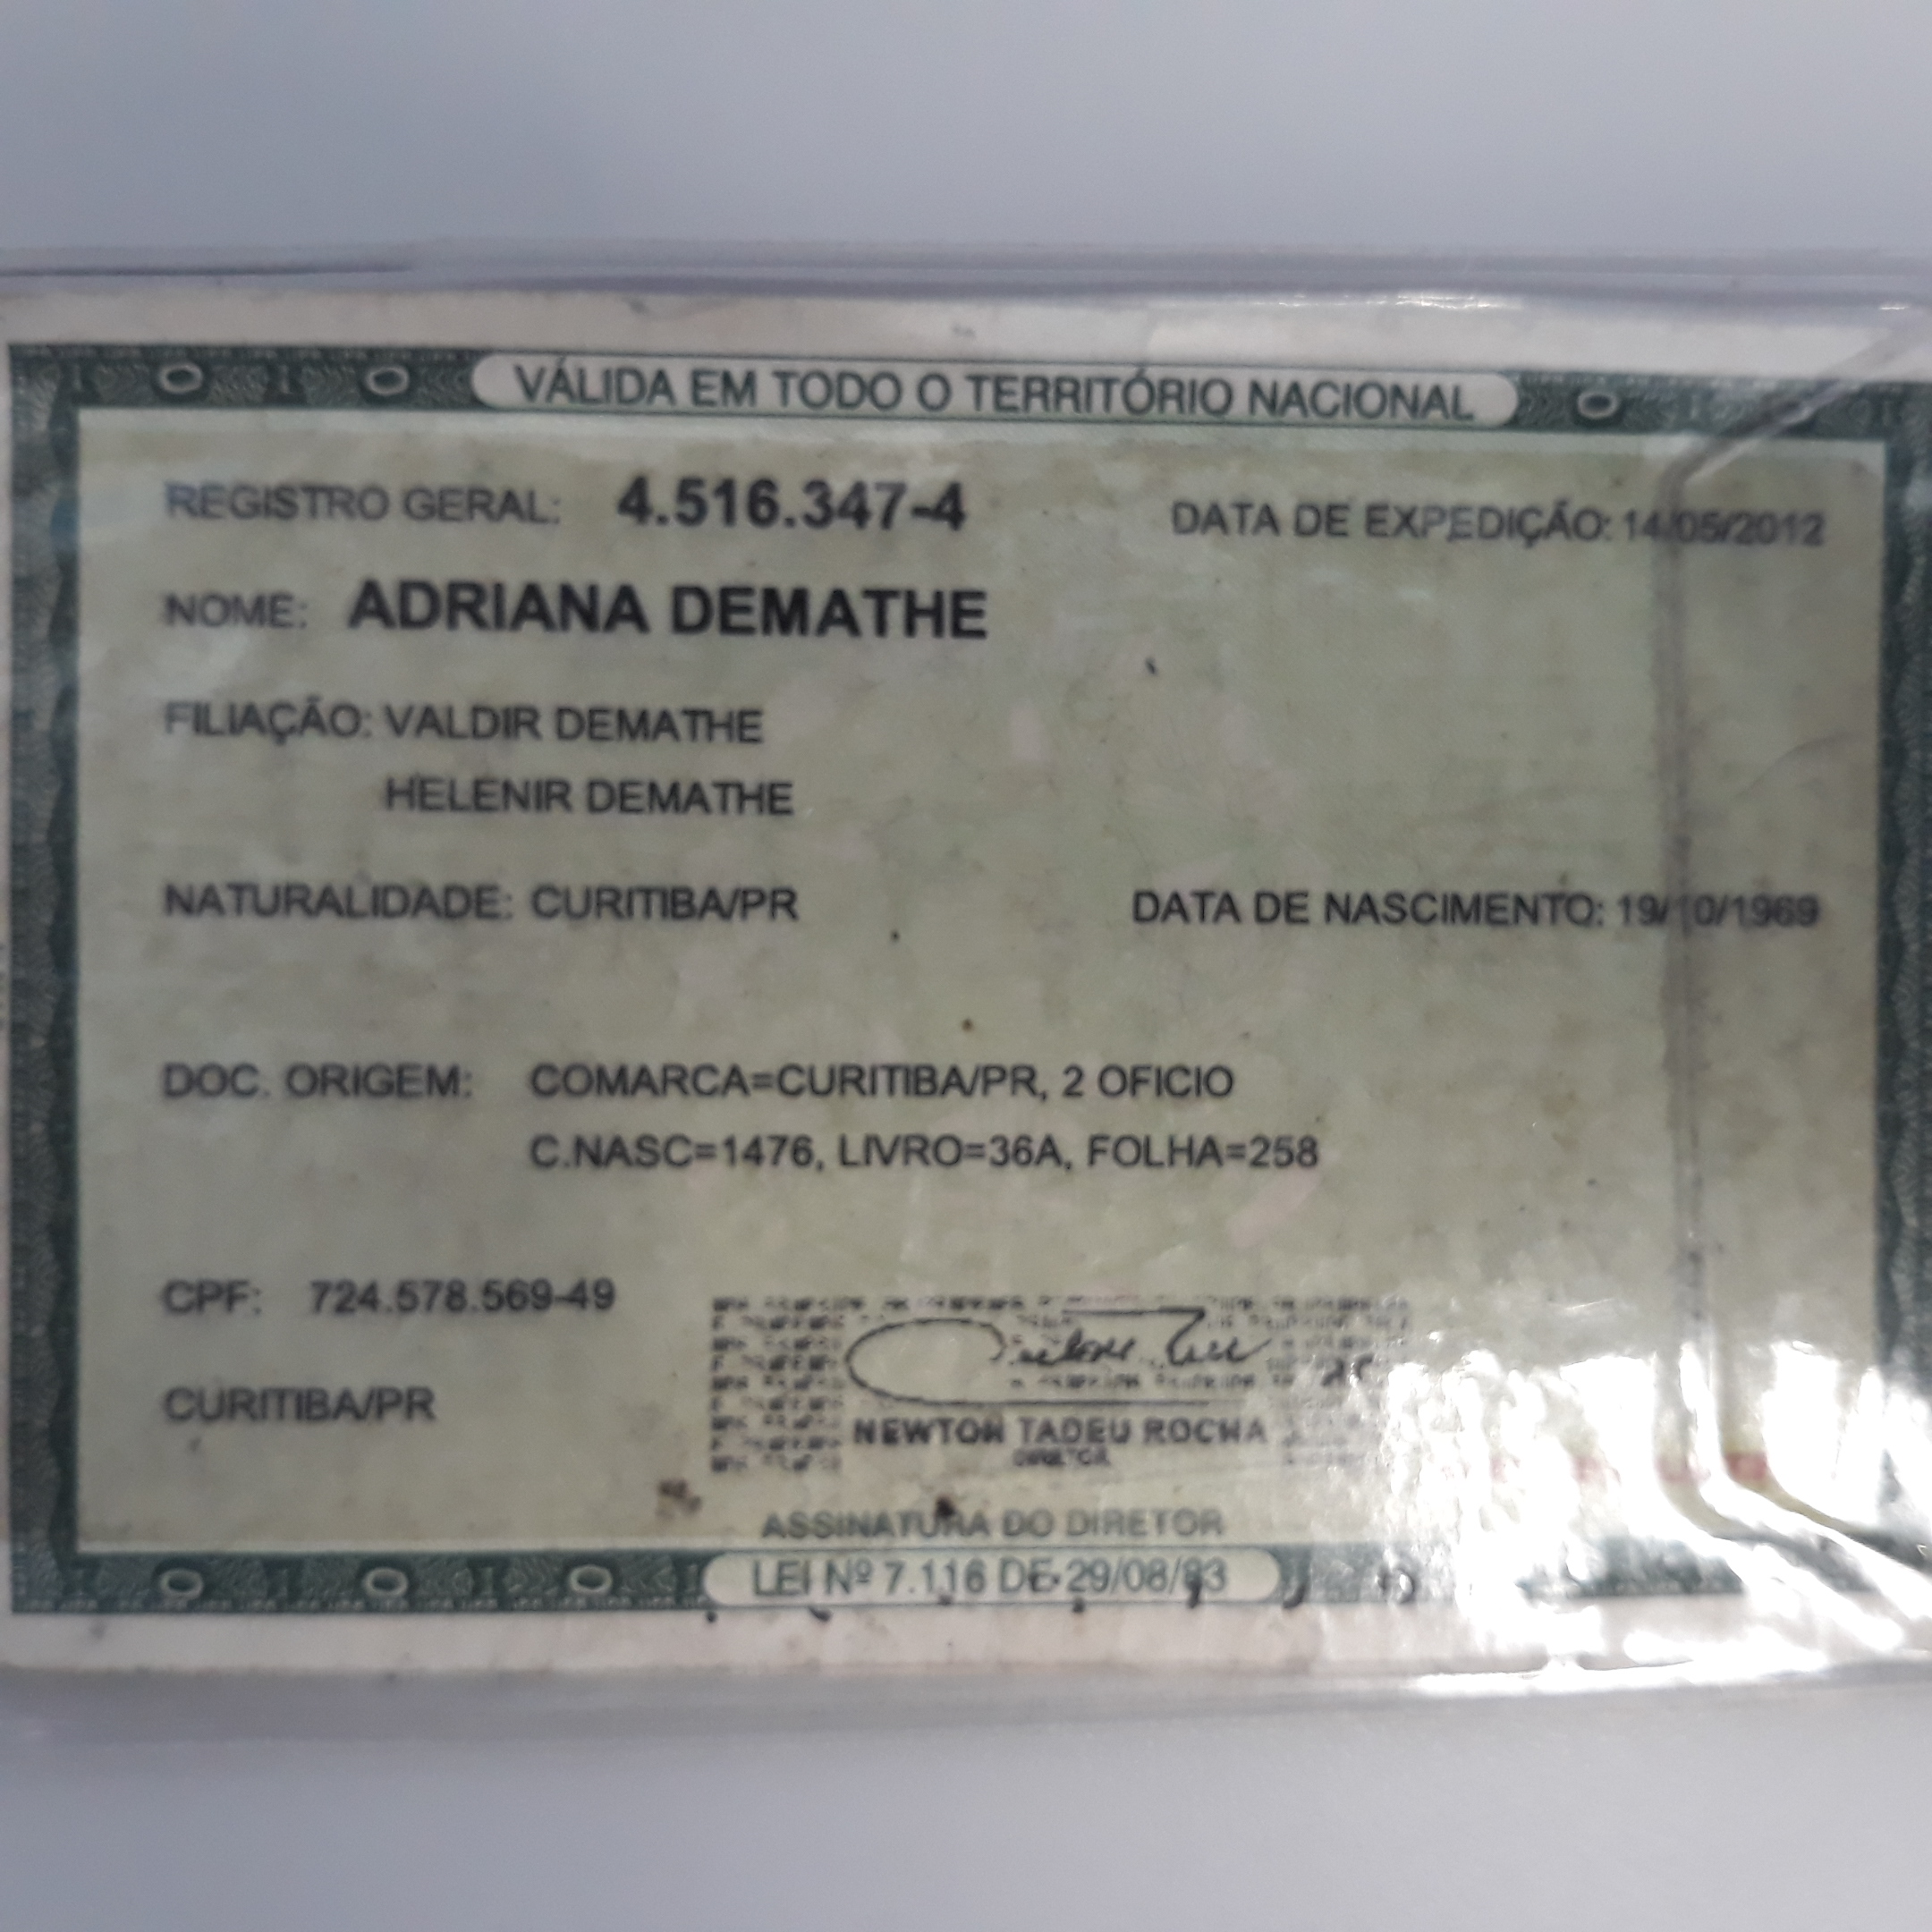 VÁLIDA EM TODO O TERRITÓRIO NACIONAL
REGISTRO GERAL: 4.516.347-4 DATA DE EXPEDIÇÃO: 14/05/2012
NOME: ADRIANA DEMATHE
FILIAÇÃO: VALDIR DEMATHE
HELENIR DEMATHE
NATURALIDADE: CURITIBA/PR DATA DE NASCIMENTO: 19/10/1969
DOC. ORIGEM: COMARCA=CURITIBA/PR, 2 OFICIO
C.NASC=1476, LIVRO=36A, FOLHA=258
CPF: 724.578.569-49
CURITIBA/PR
NEWTON TADEU ROCHA
DIRETOR
ASSINATURA DO DIRETOR
LEI Nº 7.116 DE 29/08/83